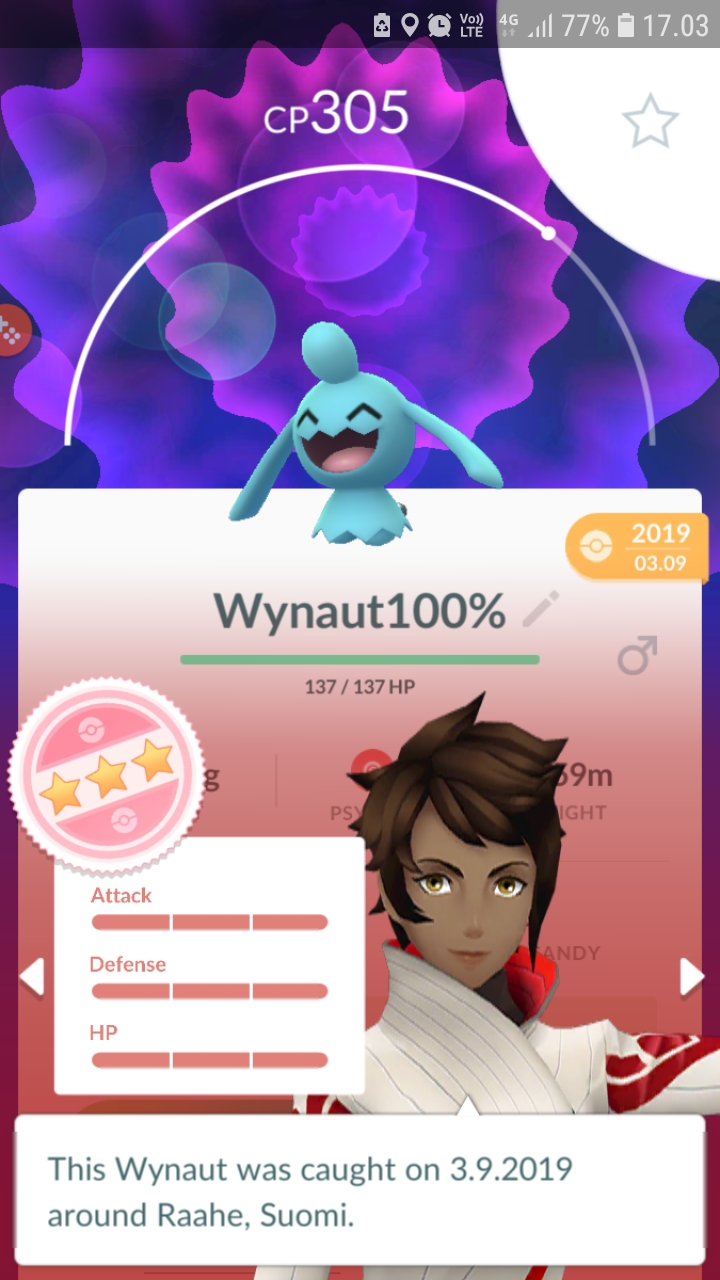 Vo)) LTE 4G 77% 17.03
CP305
2019
03.09
Wynaut100%
137 / 137 HP
Attack
Defense
HP
This Wynaut was caught on 3.9.2019
around Raahe, Suomi.